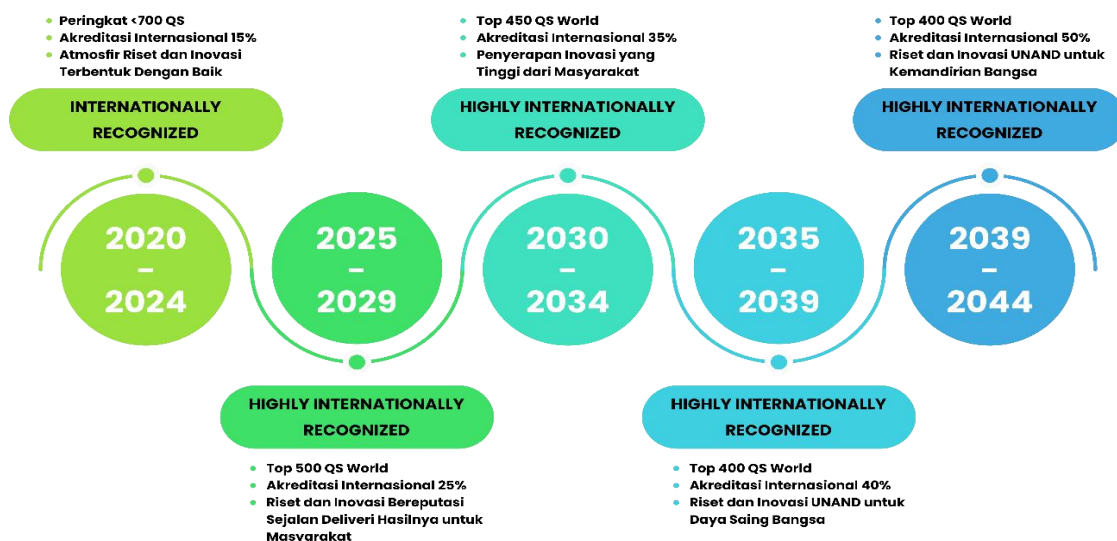 Peringkat <700 QS
Akreditasi Internasional 15%
Atmosfir Riset dan Inovasi
Terbentuk Dengan Baik
INTERNATIONALLY
RECOGNIZED
2020
–
2024
2025
–
2029
HIGHLY INTERNATIONALLY
RECOGNIZED
Top 500 QS World
Akreditasi Internasional 25%
Riset dan Inovasi Bereputasi
Sejalan Deliveri Hasilnya untuk
Masyarakat
Top 450 QS World
Akreditasi Internasional 35%
Penyerapan Inovasi yang
Tinggi dari Masyarakat
HIGHLY INTERNATIONALLY
RECOGNIZED
2030
–
2034
2035
–
2039
HIGHLY INTERNATIONALLY
RECOGNIZED
Top 400 QS World
Akreditasi Internasional 40%
Riset dan Inovasi UNAND untuk
Daya Saing Bangsa
Top 400 QS World
Akreditasi Internasional 50%
Riset dan Inovasi UNAND untuk
Kemandirian Bangsa
HIGHLY INTERNATIONALLY
RECOGNIZED
2039
–
2044